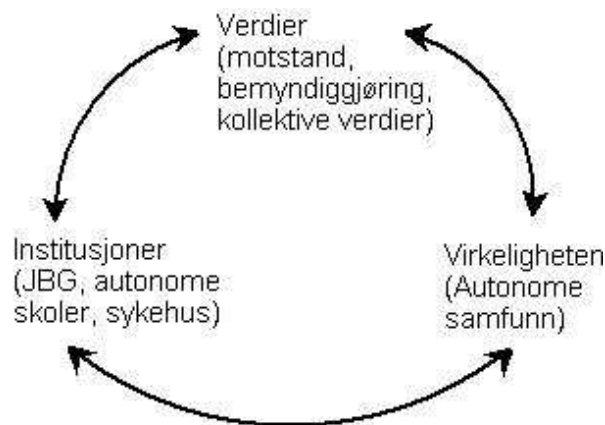 Verdier
(motstand,
bemyndiggjøring,
kollektive verdier)
Institusjoner
(JBG, autonome
skoler, sykehus)
Virkeligheten
(Autonome
samfunn)